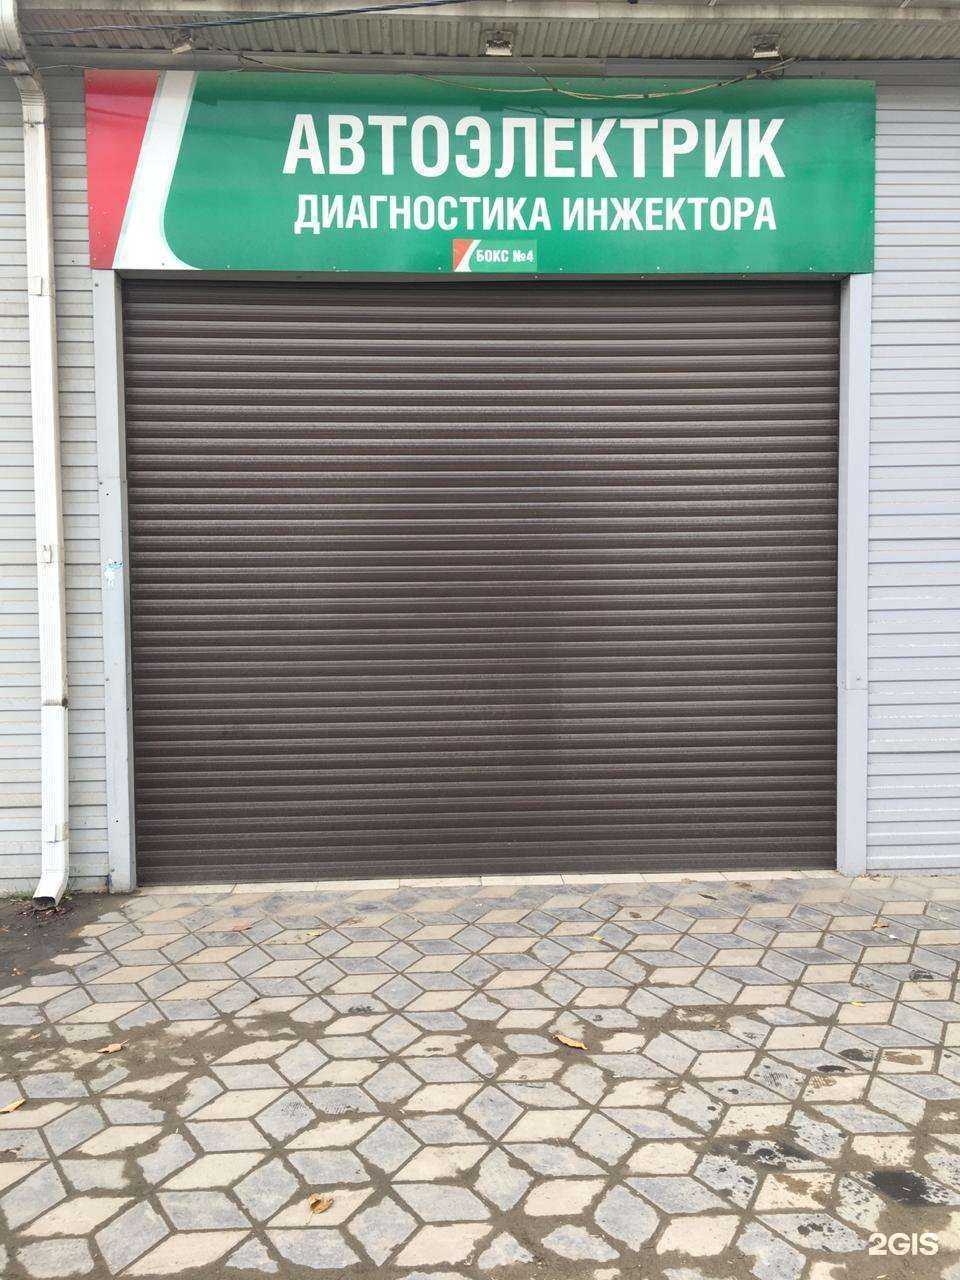 АВТОЭЛЕКТРИК
ДИАГНОСТИКА ИНЖЕКТОРА
БОКС №4
2GIS